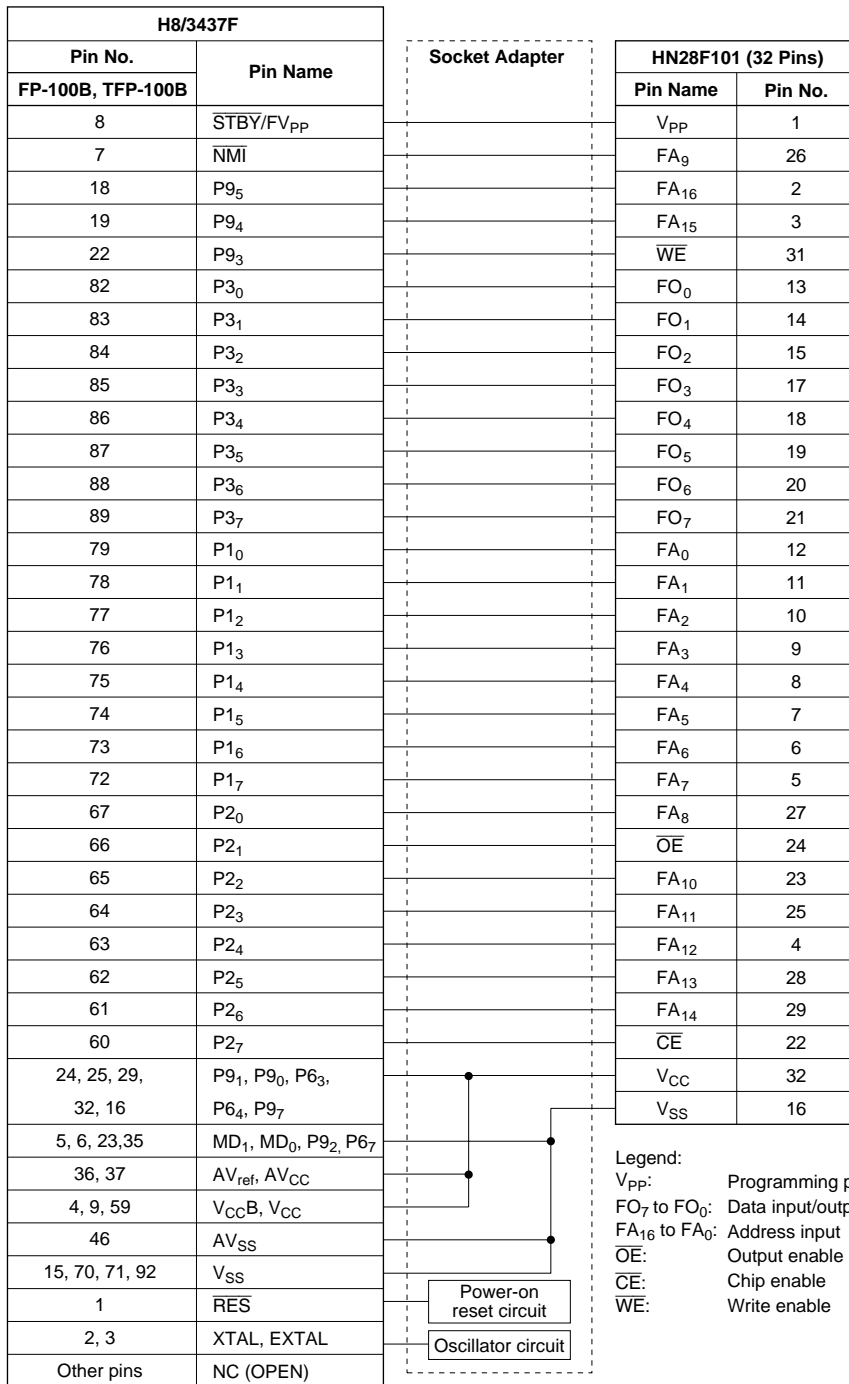 H8/3437F
Pin No. Pin Name Socket Adapter HN28F101 (32 Pins)
FP-100B, TFP-100B Pin Name Pin No.
8 S̅T̅B̅Y̅/FVPP VPP 1
7 N̅M̅I̅ FA9 26
18 P95 FA16 2
19 P94 FA15 3
22 P93 W̅E̅ 31
82 P30 FO0 13
83 P31 FO1 14
84 P32 FO2 15
85 P33 FO3 17
86 P34 FO4 18
87 P35 FO5 19
88 P36 FO6 20
89 P37 FO7 21
79 P10 FA0 12
78 P11 FA1 11
77 P12 FA2 10
76 P13 FA3 9
75 P14 FA4 8
74 P15 FA5 7
73 P16 FA6 6
72 P17 FA7 5
67 P20 FA8 27
66 P21 O̅E̅ 24
65 P22 FA10 23
64 P23 FA11 25
63 P24 FA12 4
62 P25 FA13 28
61 P26 FA14 29
60 P27 C̅E̅ 22
24, 25, 29, P91, P90, P63, VCC 32
32, 16 P64, P97 VSS 16
5, 6, 23,35 MD1, MD0, P92, P67
36, 37 AVref, AVCC
4, 9, 59 VCCB, VCC
46 AVSS
15, 70, 71, 92 VSS
1 R̅E̅S̅ Power-on
reset circuit
2, 3 XTAL, EXTAL Oscillator circuit
Other pins NC (OPEN)
Legend:
VPP: Programming
FO7 to FO0: Data
FA16 to FA0: Address input
O̅E̅: Output enable
C̅E̅: Chip enable
W̅E̅: Write enable